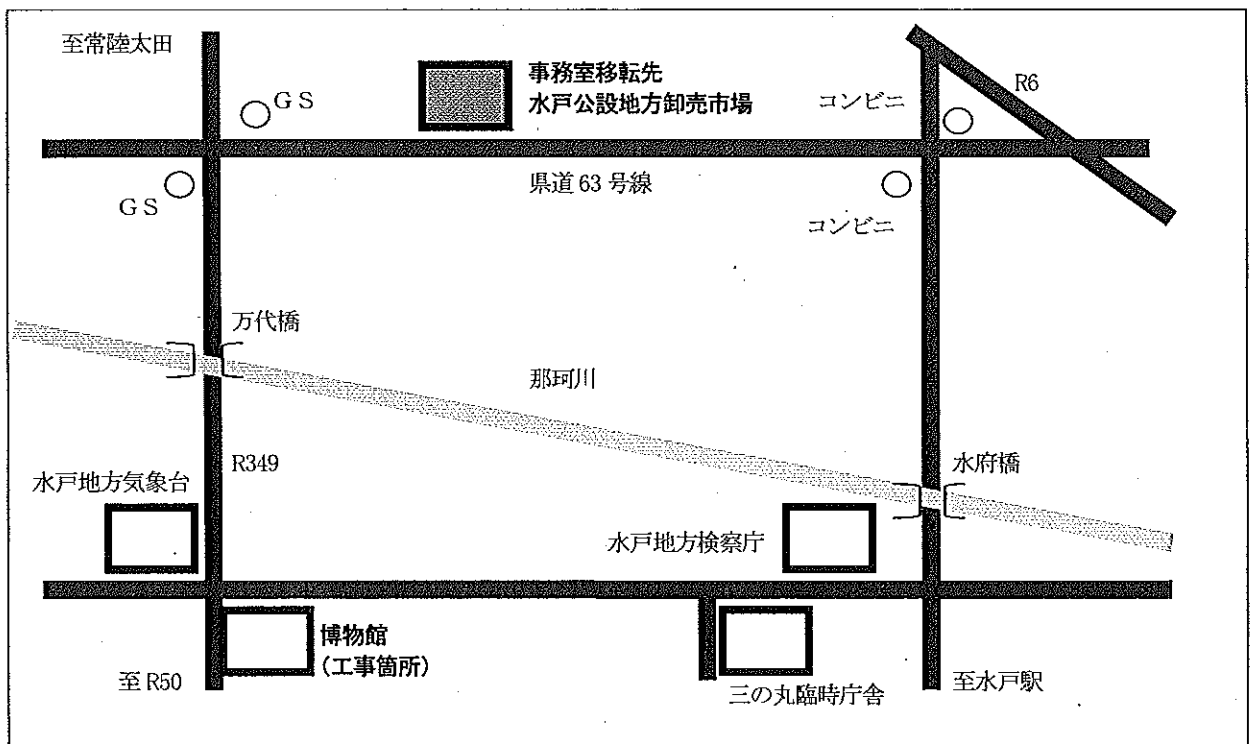 至常陸太田
事務室移転先
水戸公設地方卸売市場
GS
コンビニ
R6
県道63号線
GS
コンビニ
万代橋
那珂川
R349
水府橋
水戸地方気象台
水戸地方検察庁
博物館
(工事箇所)
至R50
三の丸臨時庁舎
至水戸駅